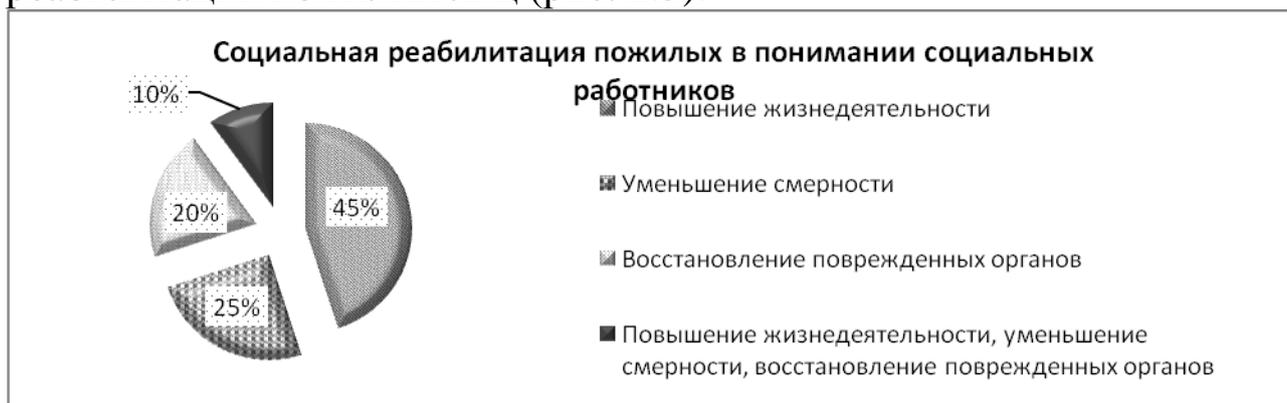 Социальная реабилитация пожилых в понимании социальных
работников
10%
45%
20%
25%
Повышение жизнедеятельности
Уменьшение смерности
Восстановление поврежденных органов
Повышение жизнедеятельности, уменьшение
смерности, восстановление поврежденных органов